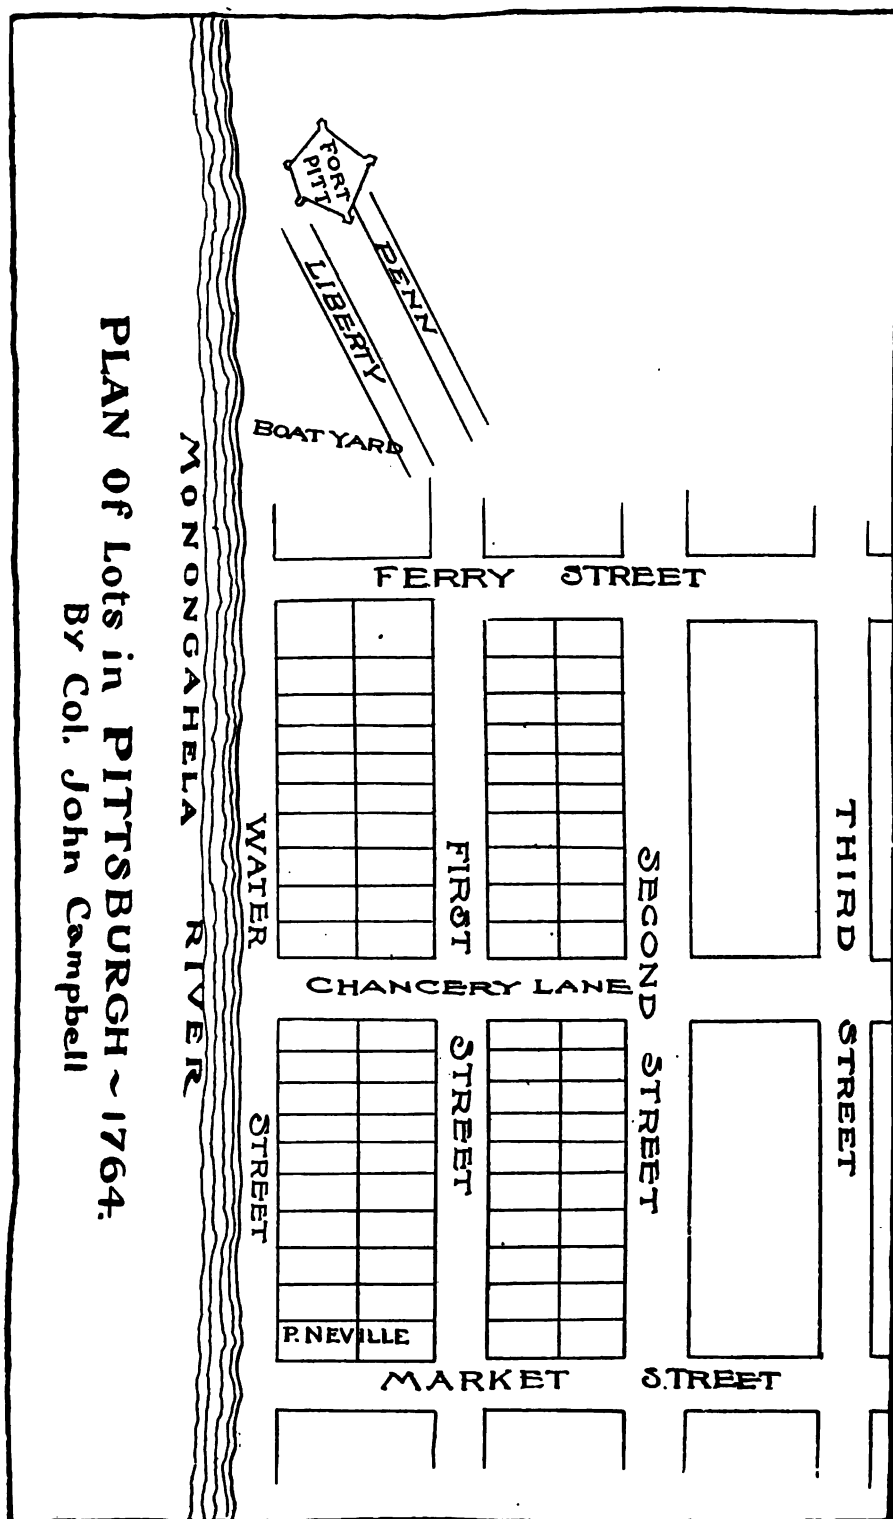 PLAN Of Lots in PITTSBURGH ~ 1764.
By Col. John Campbell
MONONGAHELA RIVER
FORT
PITT
PENN
LIBERTY
BOAT YARD
FERRY STREET
WATER STREET
FIRST STREET
SECOND STREET
THIRD STREET
CHANCERY LANE
P. NEVILLE
MARKET STREET